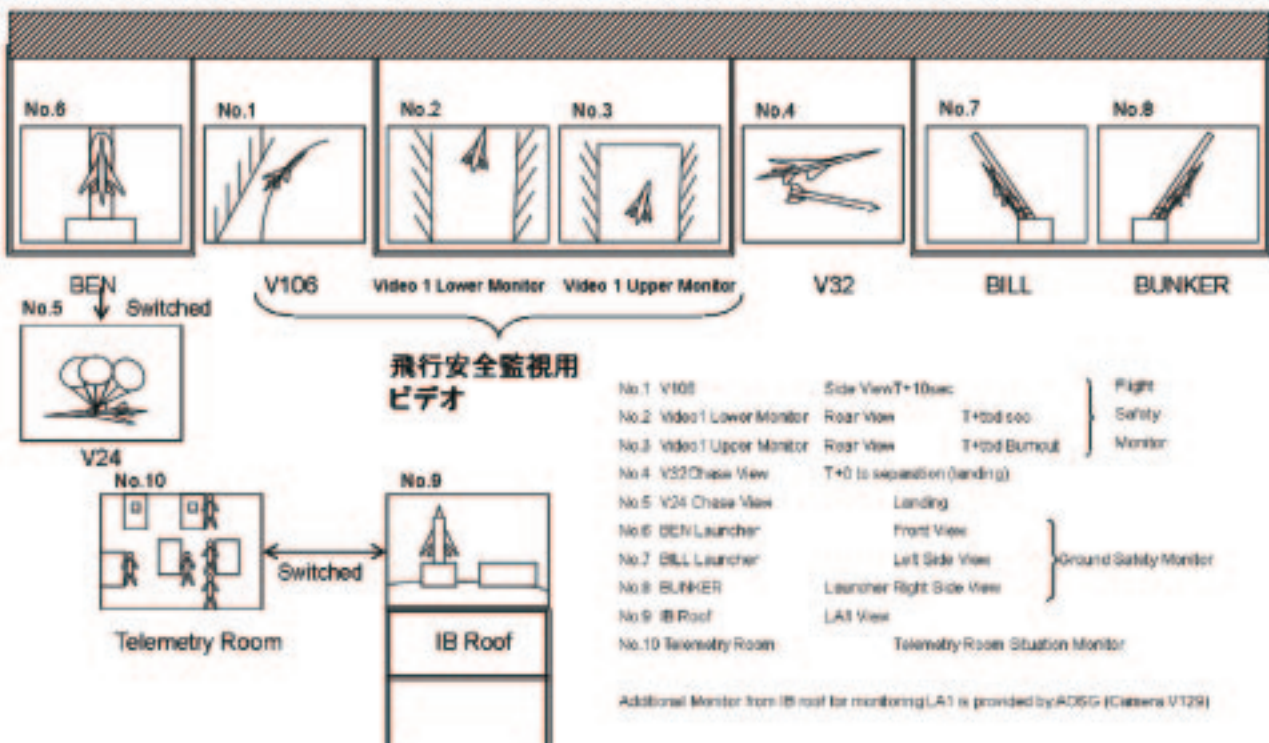 No.6
No.1
No.2
No.3
No.4
No.7
No.8
BEN
V106
Video 1 Lower Monitor
Video 1 Upper Monitor
V32
BILL
BUNKER
Switched
No.5
V24
飛行安全監視用
ビデオ
No.10
Telemetry Room
Switched
No.9
IB Roof
No.1 V106 Side View T+10sec
No.2 Video1 Lower Monitor Rear View T+tbd sec
No.3 Video1 Upper Monitor Rear View T+tbd Burnout
Flight
Safety
Monitor
No.4 V32 Chase View T+0 to separation (landing)
No.5 V24 Chase View Landing
No.6 BEN Launcher Front View
No.7 BILL Launcher Left Side View
No.8 BUNKER Launcher Right Side View
Ground Safety Monitor
No.9 IB Roof LA1 View
No.10 Telemetry Room Telemetry Room Situation Monitor
Additional Monitor from IB roof for monitoring LA1 is provided by (Camera V129)